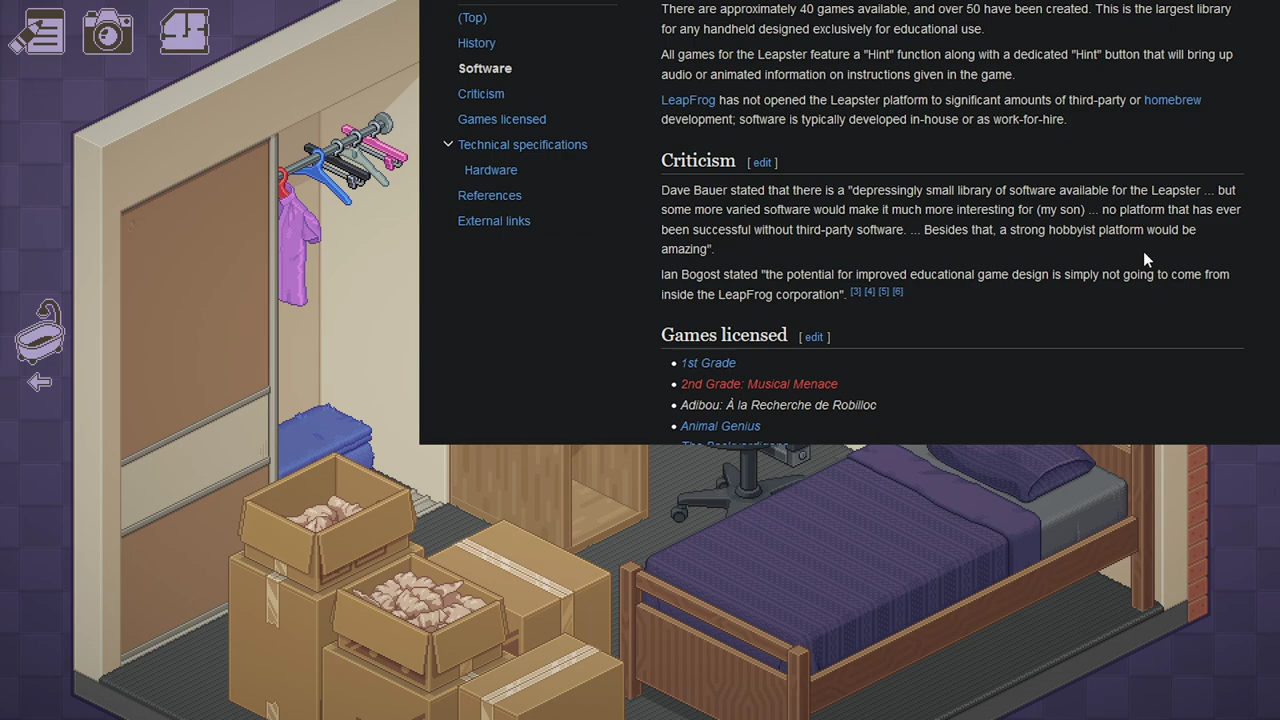 (Top)
History
Software
Criticism
Games licensed
Technical specifications
Hardware
References
External links
There are approximately 40 games available, and over 50 have been created. This is the largest library
for any handheld designed exclusively for educational use.
All games for the Leapster feature a "Hint" function along with a dedicated "Hint" button that will bring up
audio or animated information on instructions given in the game.
LeapFrog has not opened the Leapster platform to significant amounts of third-party or homebrew
development; software is typically developed in-house or as work-for-hire.
Criticism [ edit ]
Dave Bauer stated that there is a "depressingly small library of software available for the Leapster ... but
some more varied software would make it much more interesting for (my son) ... no platform that has ever
been successful without third-party software. ... Besides that, a strong hobbyist platform would be
amazing".
Ian Bogost stated "the potential for improved educational game design is simply not going to come from
inside the LeapFrog corporation". [3] [4] [5] [6]
Games licensed [ edit ]
• 1st Grade
• 2nd Grade: Musical Menace
• Adibou: À la Recherche de Robilloc
• Animal Genius